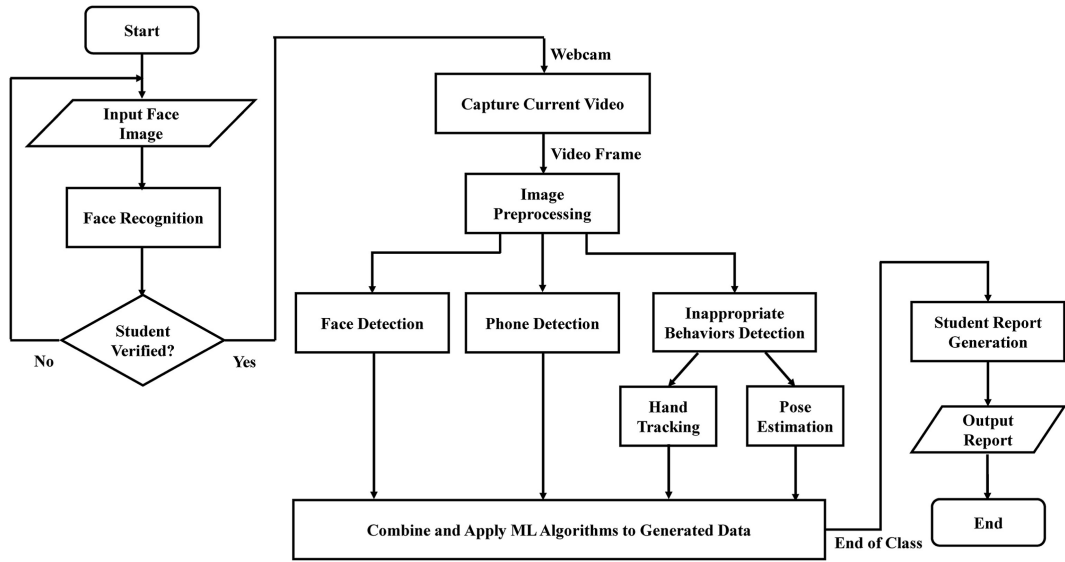 Start
Input Face
Image
Face Recognition
Student
Verified?
No
Yes
Webcam
Capture Current Video
Video Frame
Image
Preprocessing
Face Detection
Phone Detection
Inappropriate
Behaviors Detection
Hand
Tracking
Pose
Estimation
Combine and Apply ML Algorithms to Generated Data
End of Class
Student Report
Generation
Output
Report
End